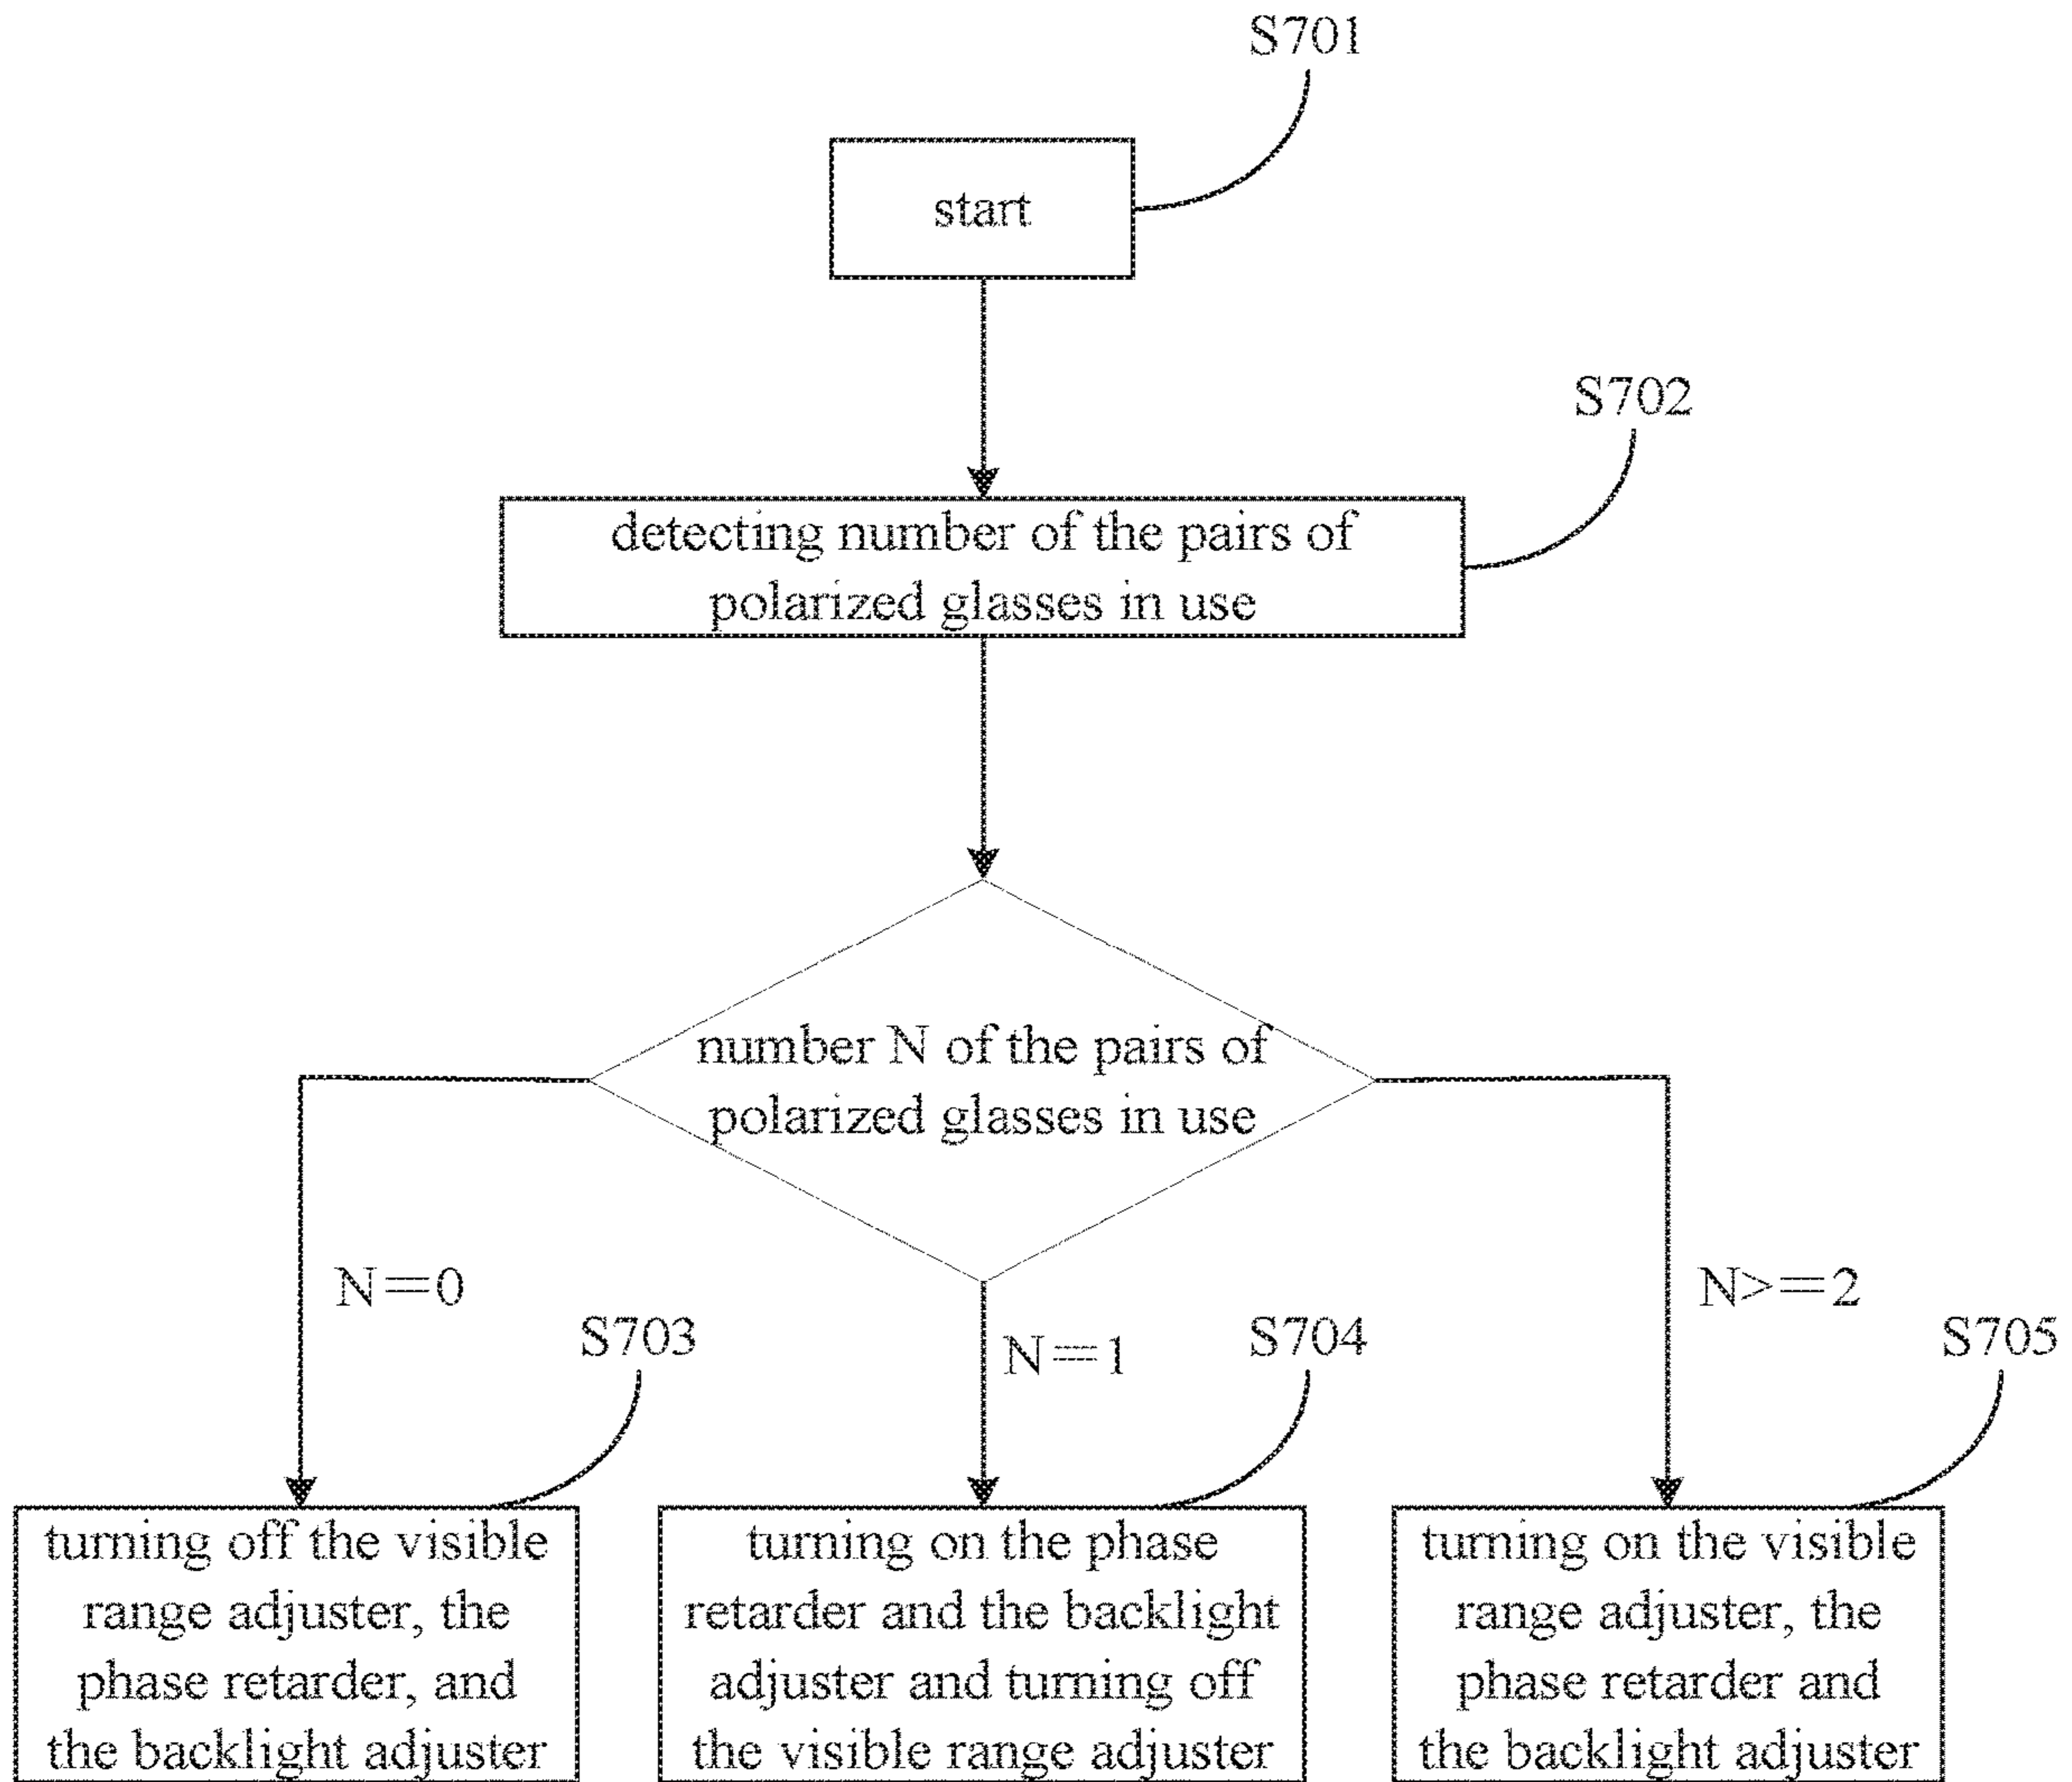 S701
start
S702
detecting number of the pairs of
polarized glasses in use
number N of the pairs of
polarized glasses in use
N==0
N==1
N>=2
S703
S704
S705
turning off the visible
range adjuster, the
phase retarder, and
the backlight adjuster
turning on the phase
retarder and the backlight
adjuster and turning off
the visible range adjuster
turning on the visible
range adjuster, the
phase retarder and
the backlight adjuster